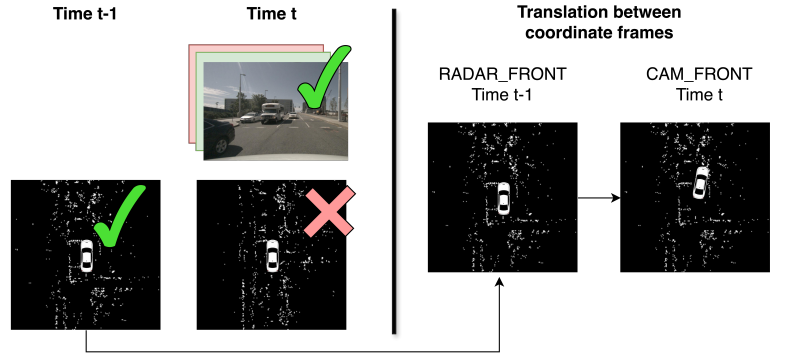 Time t-1
Time t
Translation between
coordinate frames
RADAR_FRONT
Time t-1
CAM_FRONT
Time t